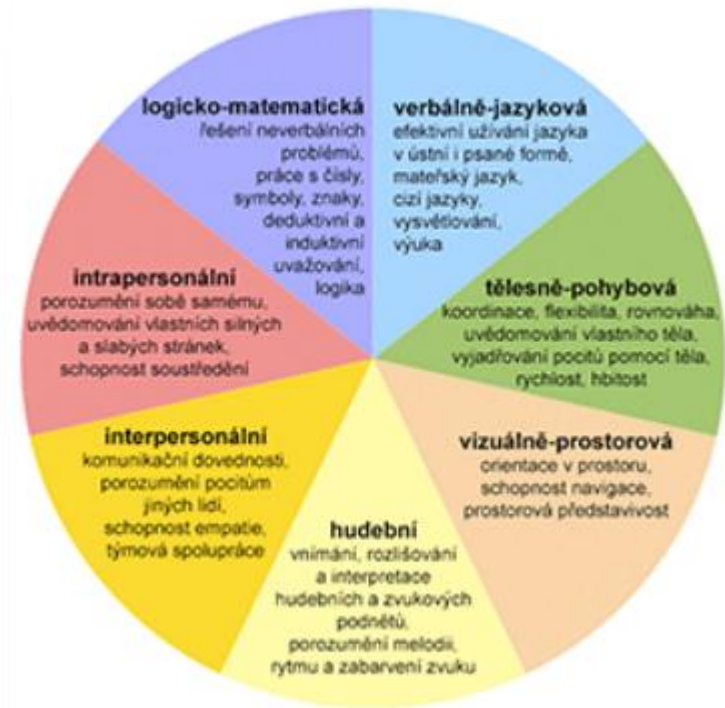 logicko-matematická
řešení neverbálních
problémů,
práce s čísly,
symboly, znaky,
deduktivní a
induktivní
uvažování,
logika
verbálně-jazyková
efektivní užívání jazyka
v ústní i psané formě,
mateřský jazyk,
cizí jazyky,
vysvětlování,
výuka
intrapersonální
porozumění sobě samému,
uvědomování vlastních silných
a slabých stránek,
schopnost soustředění
tělesně-pohybová
koordinace, flexibilita, rovnováha,
uvědomování vlastního těla,
vyjadřování pocitů pomocí těla,
rychlost, hbitost
interpersonální
komunikační dovednosti,
porozumění pocitům
jiných lidí,
schopnost empatie,
týmová spolupráce
vizuálně-prostorová
orientace v prostoru,
schopnost navigace,
prostorová představivost
hudební
vnímání, rozlišování
a interpretace
hudebních a zvukových
podnětů,
porozumění melodii,
rytmu a zabarvení zvuku